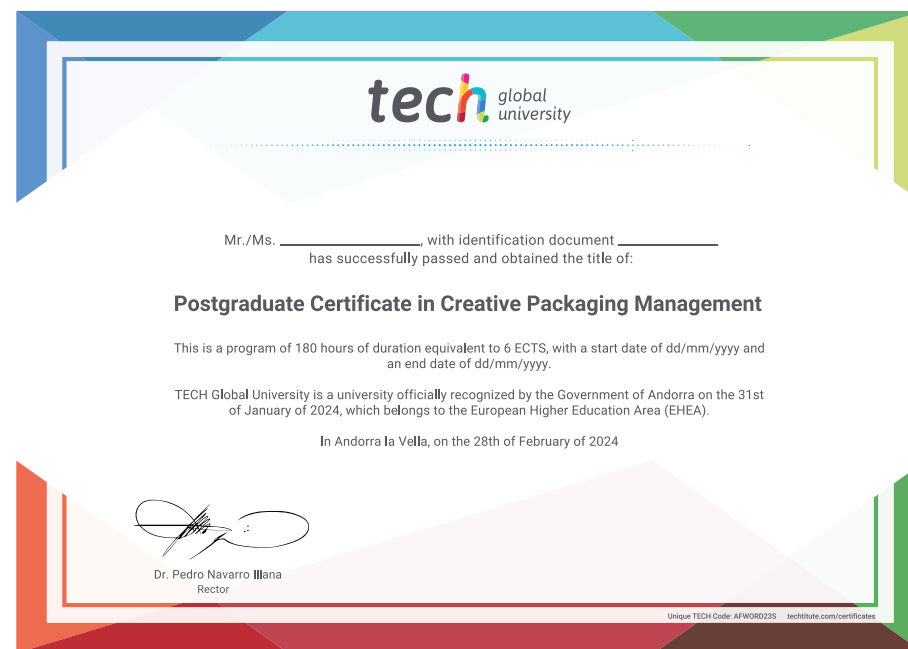 tech global university
Mr./Ms. ____________, with identification document ____________
has successfully passed and obtained the title of:
Postgraduate Certificate in Creative Packaging Management
This is a program of 180 hours of duration equivalent to 6 ECTS, with a start date of dd/mm/yyyy and
an end date of dd/mm/yyyy.
TECH Global University is a university officially recognized by the Government of Andorra on the 31st
of January of 2024, which belongs to the European Higher Education Area (EHEA).
In Andorra la Vella, on the 28th of February of 2024
Dr. Pedro Navarro Illana
Rector
Unique TECH Code: AFWORD23S techtitute.com/certificates